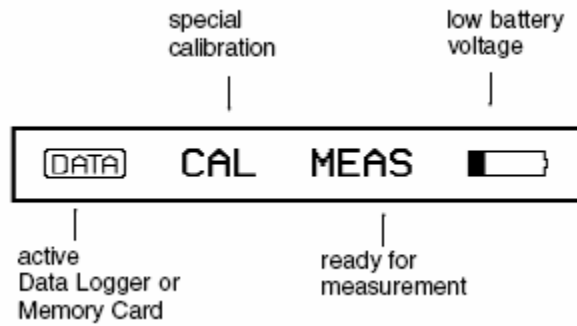 special
calibration
low battery
voltage
DATA CAL MEAS
active
Data Logger or
Memory Card
ready for
measurement